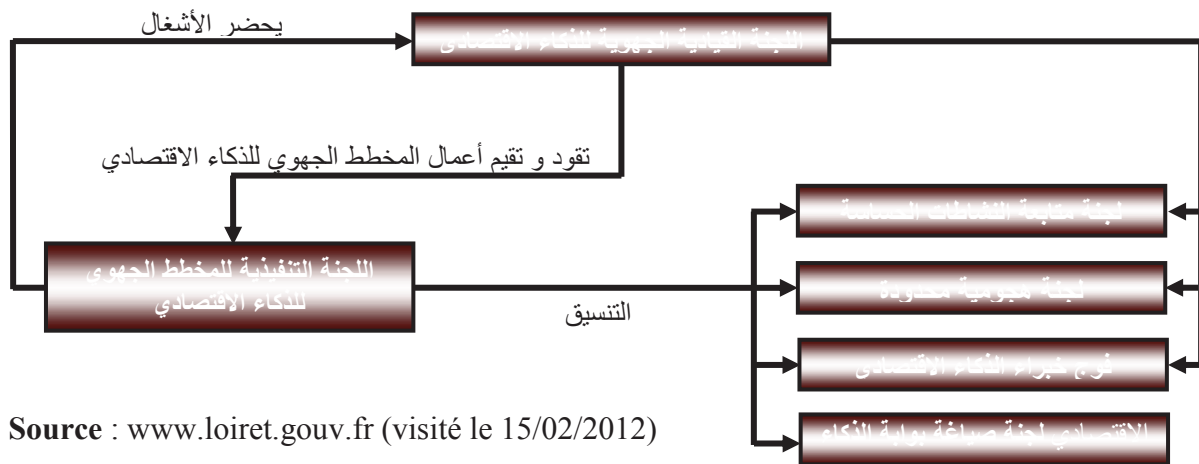 يحضر الأشغال
اللجنة القيادية الجهوية للذكاء الاقتصادي
تقود و تقيم أعمال المخطط الجهوي للذكاء الاقتصادي
لجنة متابعة النشاطات الحساسة
اللجنة التنفيذية للمخطط الجهوي
للذكاء الاقتصادي
لجنة هجومية محدودة
التنسيق
فوج خبراء الذكاء الاقتصادي
الاقتصادي لجنة صياغة بوابة الذكاء
Source : www.loiret.gouv.fr (visité le 15/02/2012)